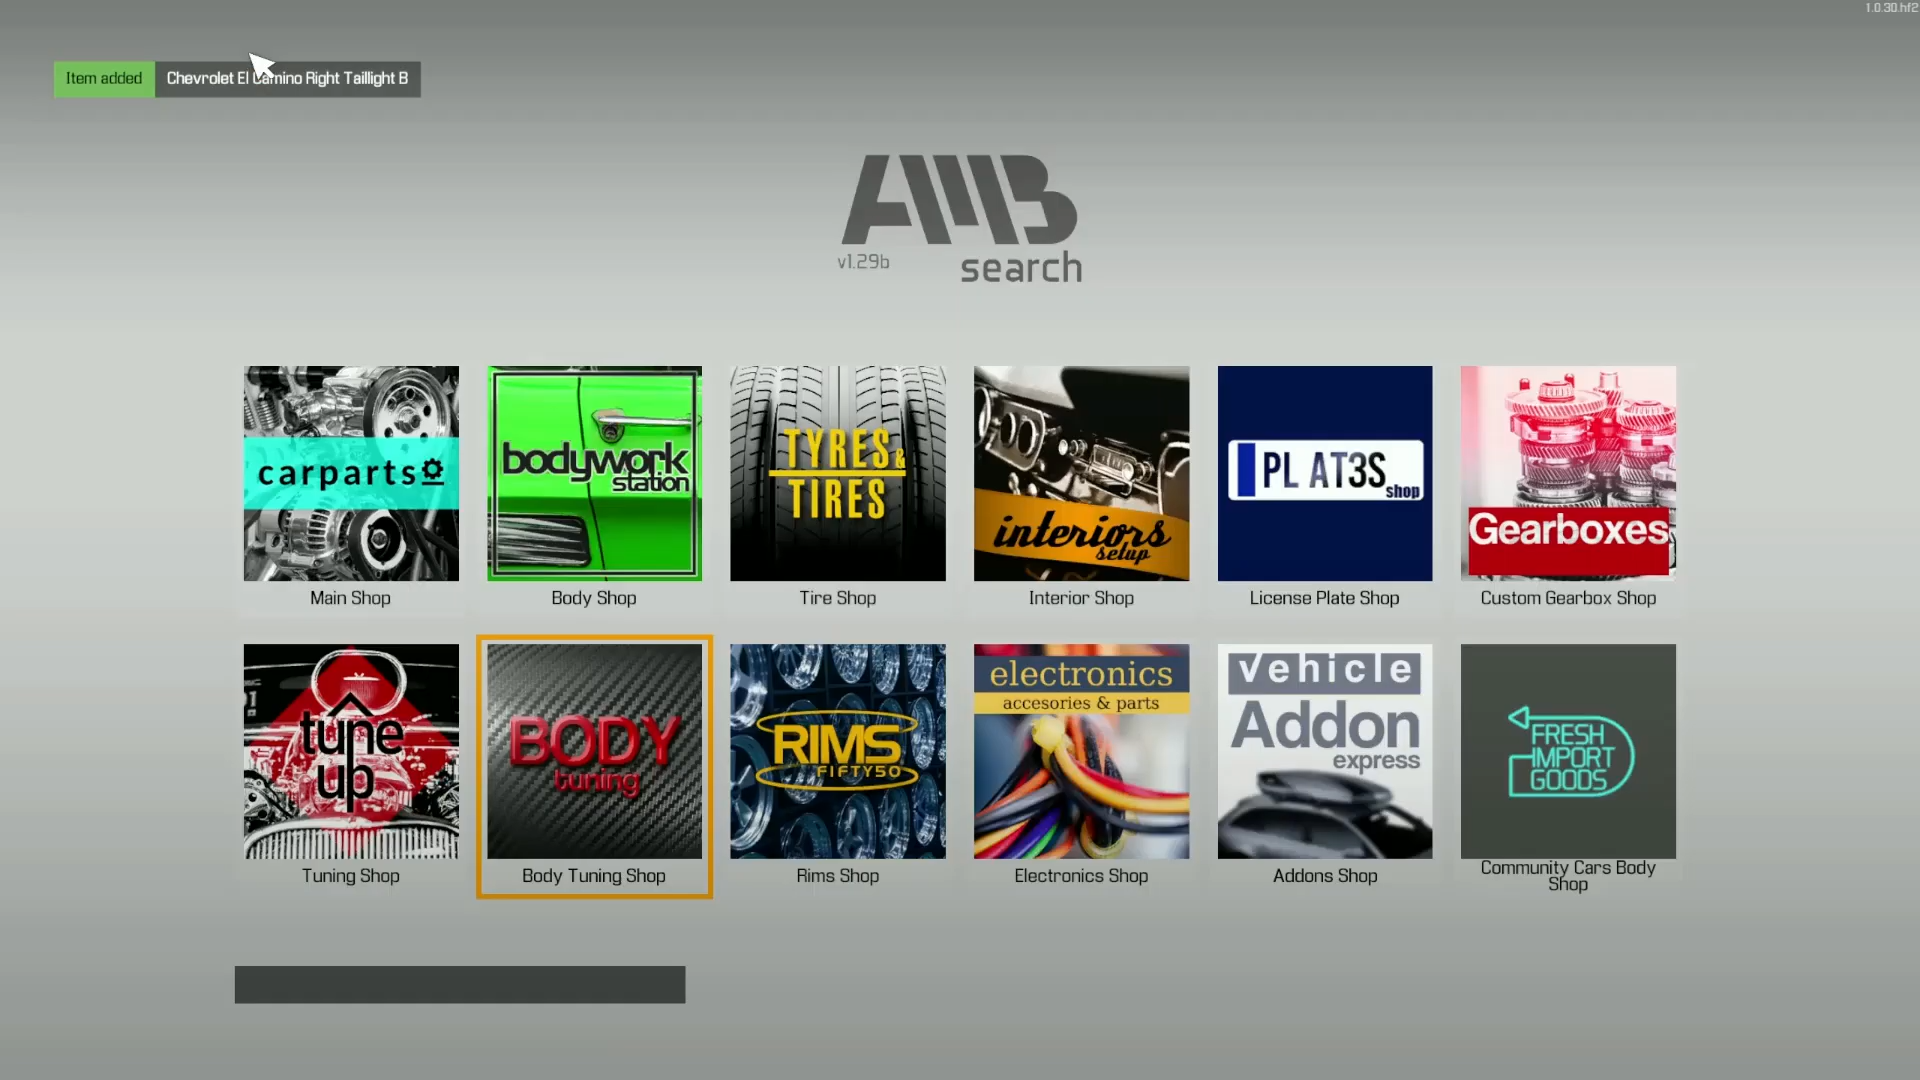 1.0.30.hf2
Item added Chevrolet El Camino Right Taillight B
AMB
v1.29b search
carparts
bodywork
station
TYRES &
TIRES
interiors
setup
PL AT3S
shop
Gearboxes
Main Shop
Body Shop
Tire Shop
Interior Shop
License Plate Shop
Custom Gearbox Shop
tune
up
BODY
tuning
RIMS
FIFTY50
electronics
accesories & parts
vehicle
Addon
express
FRESH
IMPORT
GOODS
Tuning Shop
Body Tuning Shop
Rims Shop
Electronics Shop
Addons Shop
Community Cars Body
Shop